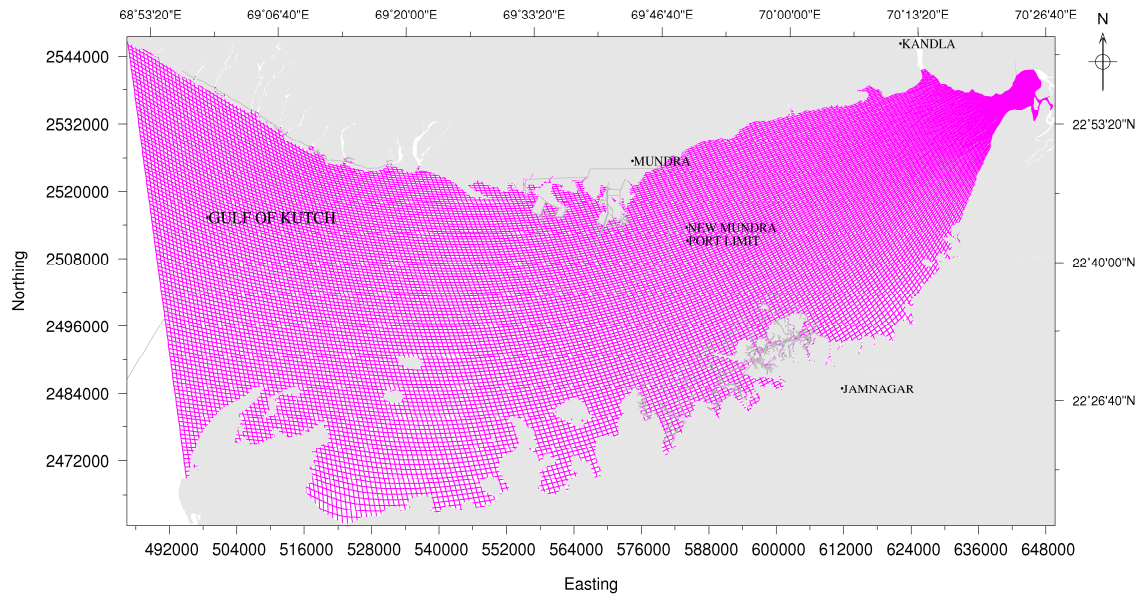 68°53'20''E 69°06'40''E 69°20'00''E 69°33'20''E 69°46'40''E 70°00'00''E 70°13'20''E 70°26'40''E
N
KANDLA
2544000
2532000
22°53'20''N
MUNDRA
2520000
GULF OF KUTCH
NEW MUNDRA
PORT LIMIT
2508000
22°40'00''N
Northing
2496000
2484000
JAMNAGAR
22°26'40''N
2472000
492000 504000 516000 528000 540000 552000 564000 576000 588000 600000 612000 624000 636000 648000
Easting